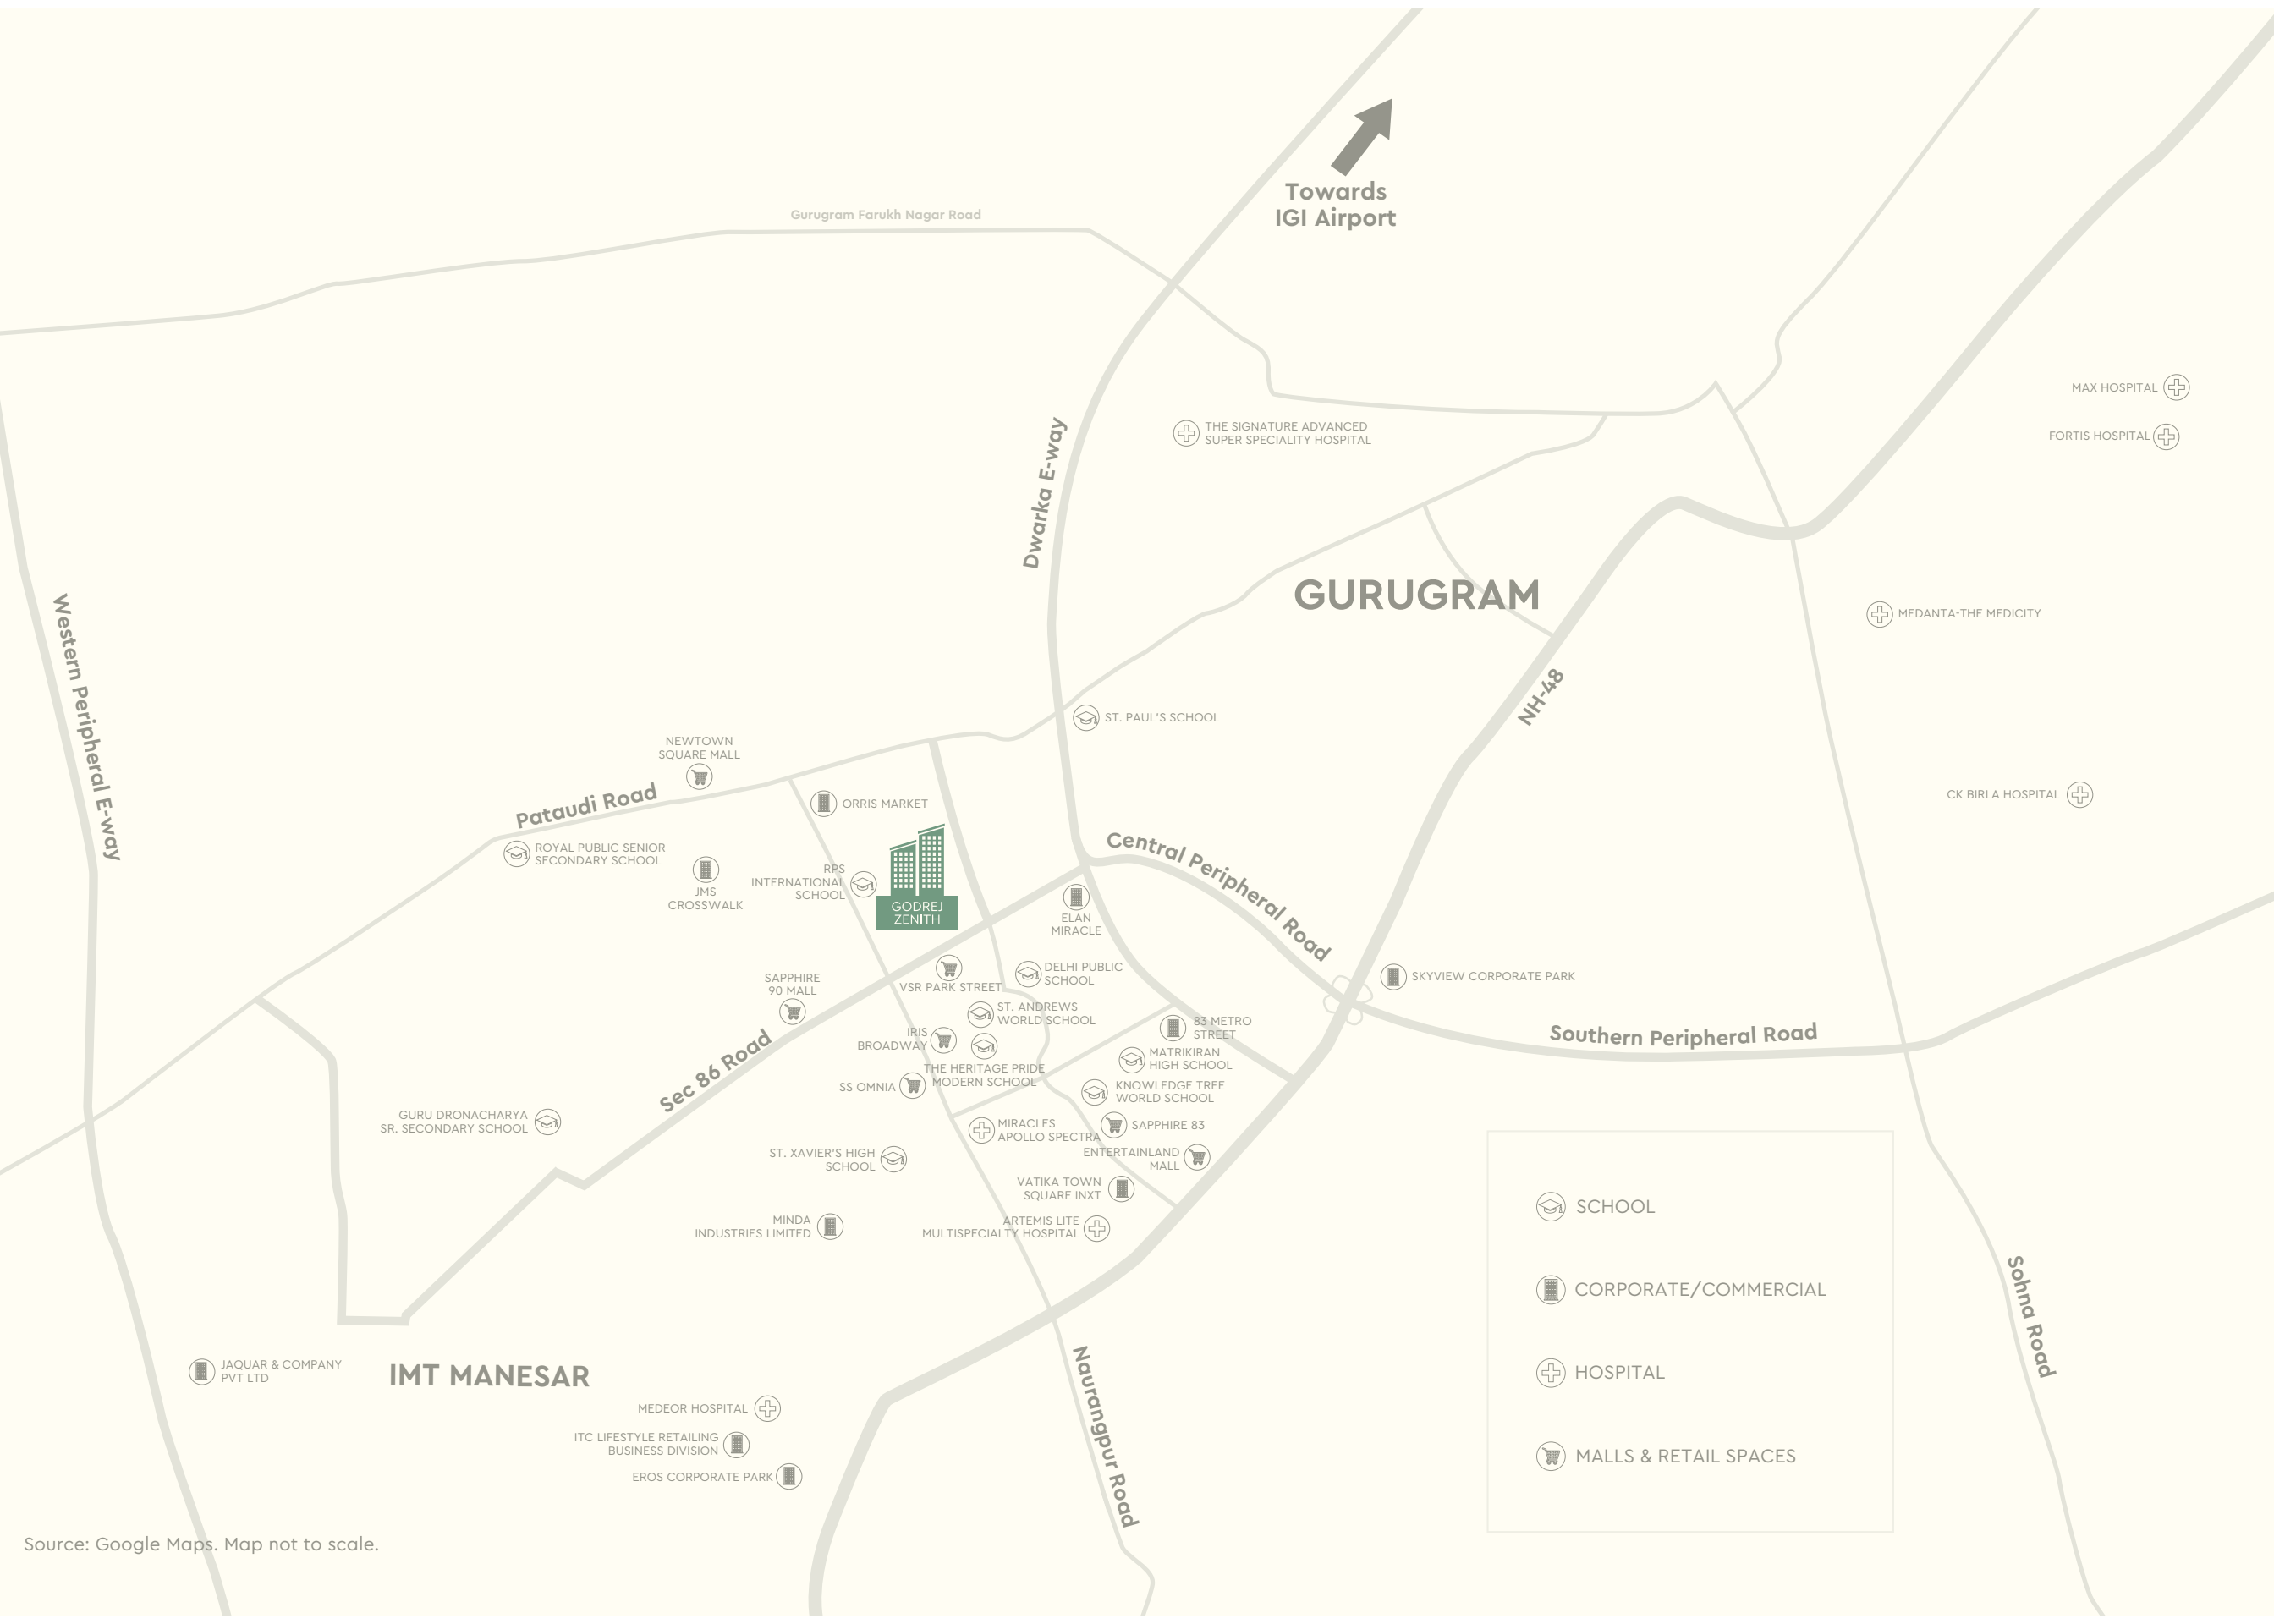 Towards
IGI Airport
Gurugram Farukh Nagar Road
MAX HOSPITAL
FORTIS HOSPITAL
THE SIGNATURE ADVANCED
SUPER SPECIALITY HOSPITAL
Dwarka E-way
GURUGRAM
MEDANTA-THE MEDICITY
Western Peripheral E-way
NH-48
ST. PAUL'S SCHOOL
NEWTOWN
SQUARE MALL
Pataudi Road
ORRIS MARKET
CK BIRLA HOSPITAL
ROYAL PUBLIC SENIOR
SECONDARY SCHOOL
JMS
CROSSWALK
RPS
INTERNATIONAL
SCHOOL
GODREJ
ZENITH
Central Peripheral Road
ELAN
MIRACLE
SAPPHIRE
90 MALL
VSR PARK STREET
DELHI PUBLIC
SCHOOL
SKYVIEW CORPORATE PARK
ST. ANDREWS
WORLD SCHOOL
IRIS
BROADWAY
83 METRO
STREET
Southern Peripheral Road
Sec 86 Road
THE HERITAGE PRIDE
MODERN SCHOOL
MATRIKIRAN
HIGH SCHOOL
SS OMNIA
KNOWLEDGE TREE
WORLD SCHOOL
GURU DRONACHARYA
SR. SECONDARY SCHOOL
MIRACLES
APOLLO SPECTRA
SAPPHIRE 83
ST. XAVIER'S HIGH
SCHOOL
ENTERTAINLAND
MALL
VATIKA TOWN
SQUARE INXT
MINDA
INDUSTRIES LIMITED
ARTEMIS LITE
MULTISPECIALTY HOSPITAL
SCHOOL
CORPORATE/COMMERCIAL
HOSPITAL
MALLS & RETAIL SPACES
Sohna Road
JAQUAR & COMPANY
PVT LTD
IMT MANESAR
MEDEOR HOSPITAL
ITC LIFESTYLE RETAILING
BUSINESS DIVISION
EROS CORPORATE PARK
Naurangpur Road
Source: Google Maps. Map not to scale.